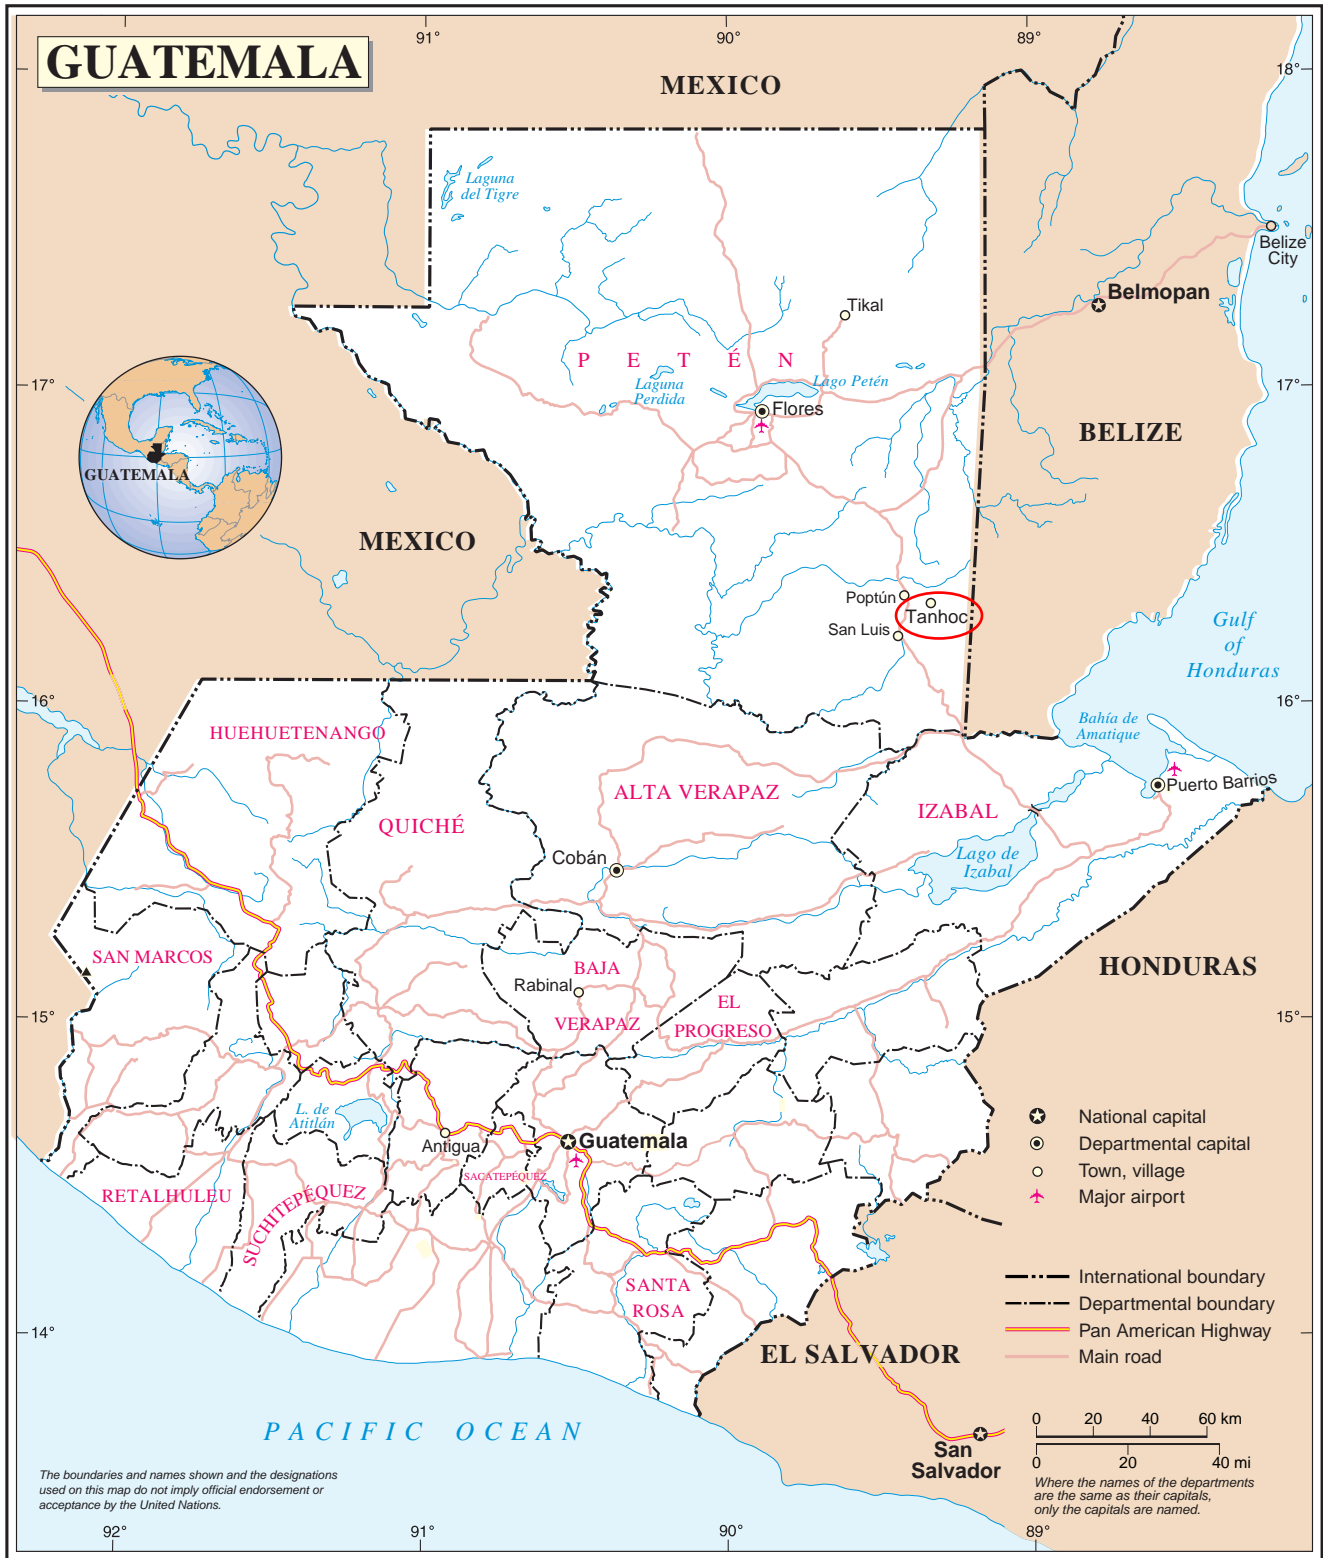 91°
90°
89°
GUATEMALA
MEXICO
18°
Laguna
del Tigre
Belize
City
Belmopan
Tikal
PETÉN
17°
Laguna
Perdida
Lago Petén
17°
Flores
BELIZE
GUATEMALA
MEXICO
Poptún
Tanhoc
San Luis
Gulf
of
Honduras
16°
16°
Bahía de
Amatique
HUEHUETENANGO
Puerto Barrios
ALTA VERAPAZ
IZABAL
QUICHÉ
Cobán
Lago de
Izabal
SAN MARCOS
BAJA
VERAPAZ
HONDURAS
Rabinal
EL
PROGRESO
15°
15°
L. de
Atitlán
Antigua
Guatemala
SACATEPÉQUEZ
RETALHULEU
SUCHITEPÉQUEZ
National capital
Departmental capital
Town, village
Major airport
SANTA
ROSA
International boundary
Departmental boundary
Pan American Highway
Main road
14°
EL SALVADOR
PACIFIC OCEAN
0 20 40 60 km
0 20 40 mi
San
Salvador
The boundaries and names shown and the designations
used on this map do not imply official endorsement or
acceptance by the United Nations.
Where the names of the departments
are the same as their capitals,
only the capitals are named.
92°
91°
90°
89°